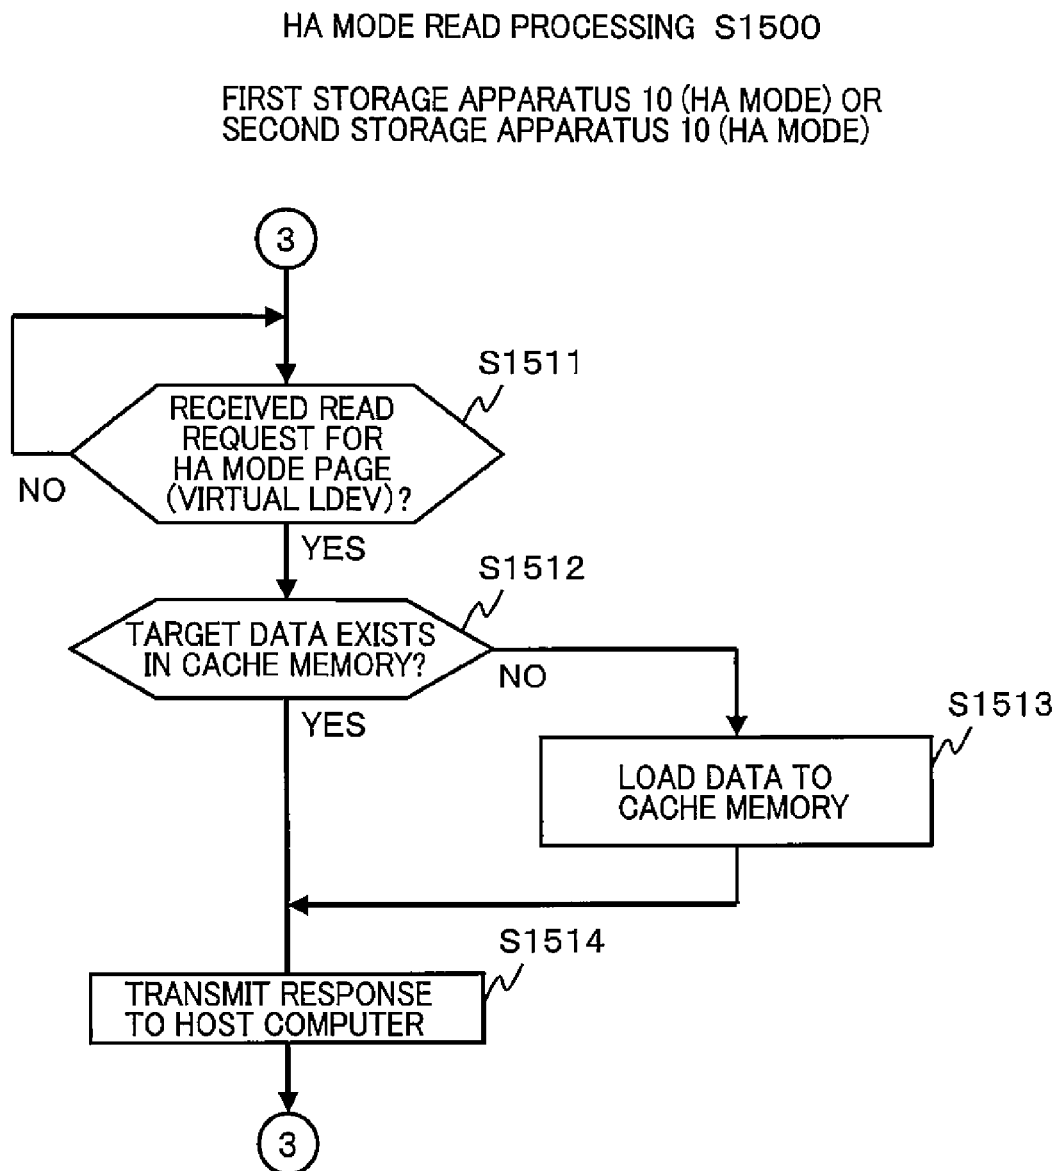 HA MODE READ PROCESSING S1500
FIRST STORAGE APPARATUS 10 (HA MODE) OR
SECOND STORAGE APPARATUS 10 (HA MODE)
3
S1511
RECEIVED READ
REQUEST FOR
HA MODE PAGE
(VIRTUAL LDEV)?
NO
YES
S1512
TARGET DATA EXISTS
IN CACHE MEMORY?
NO
YES
S1513
LOAD DATA TO
CACHE MEMORY
S1514
TRANSMIT RESPONSE
TO HOST COMPUTER
3